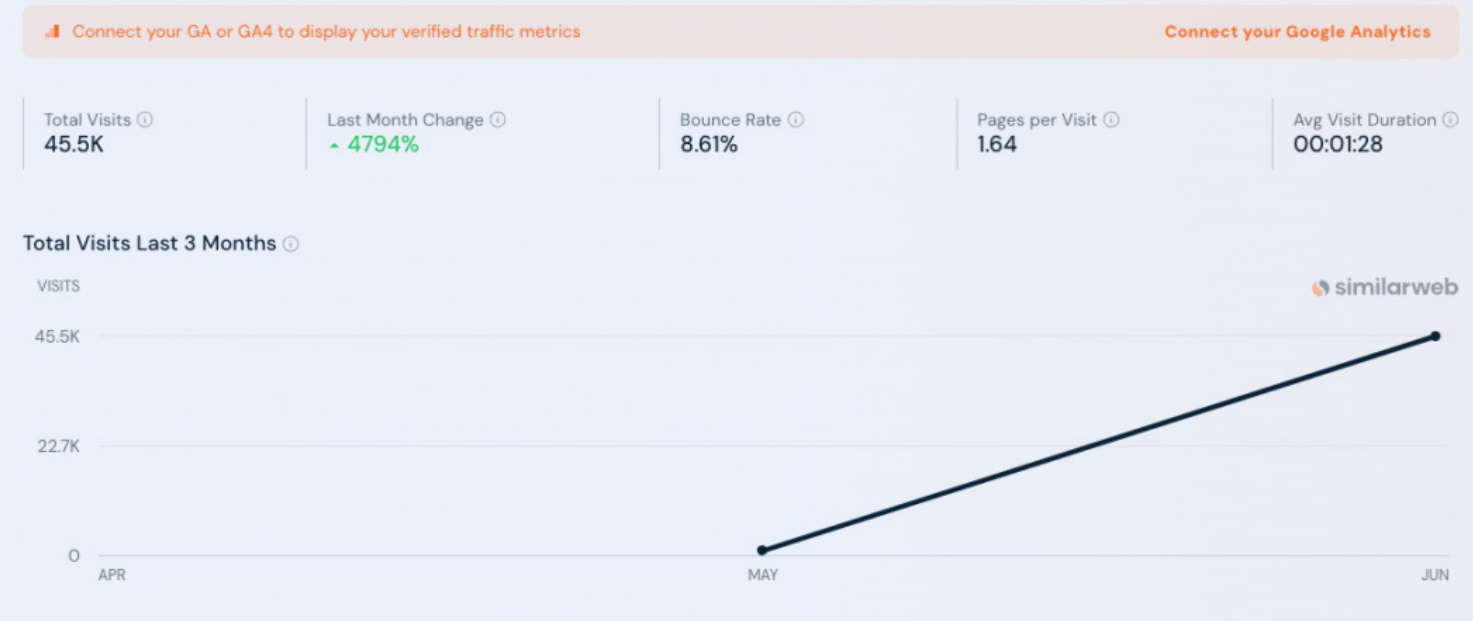 Connect your GA or GA4 to display your verified traffic metrics
Connect your Google Analytics
Total Visits
45.5K
Last Month Change
4794%
Bounce Rate
8.61%
Pages per Visit
1.64
Avg Visit Duration
00:01:28
Total Visits Last 3 Months
VISITS
similarweb
45.5K
22.7K
0
APR
MAY
JUN